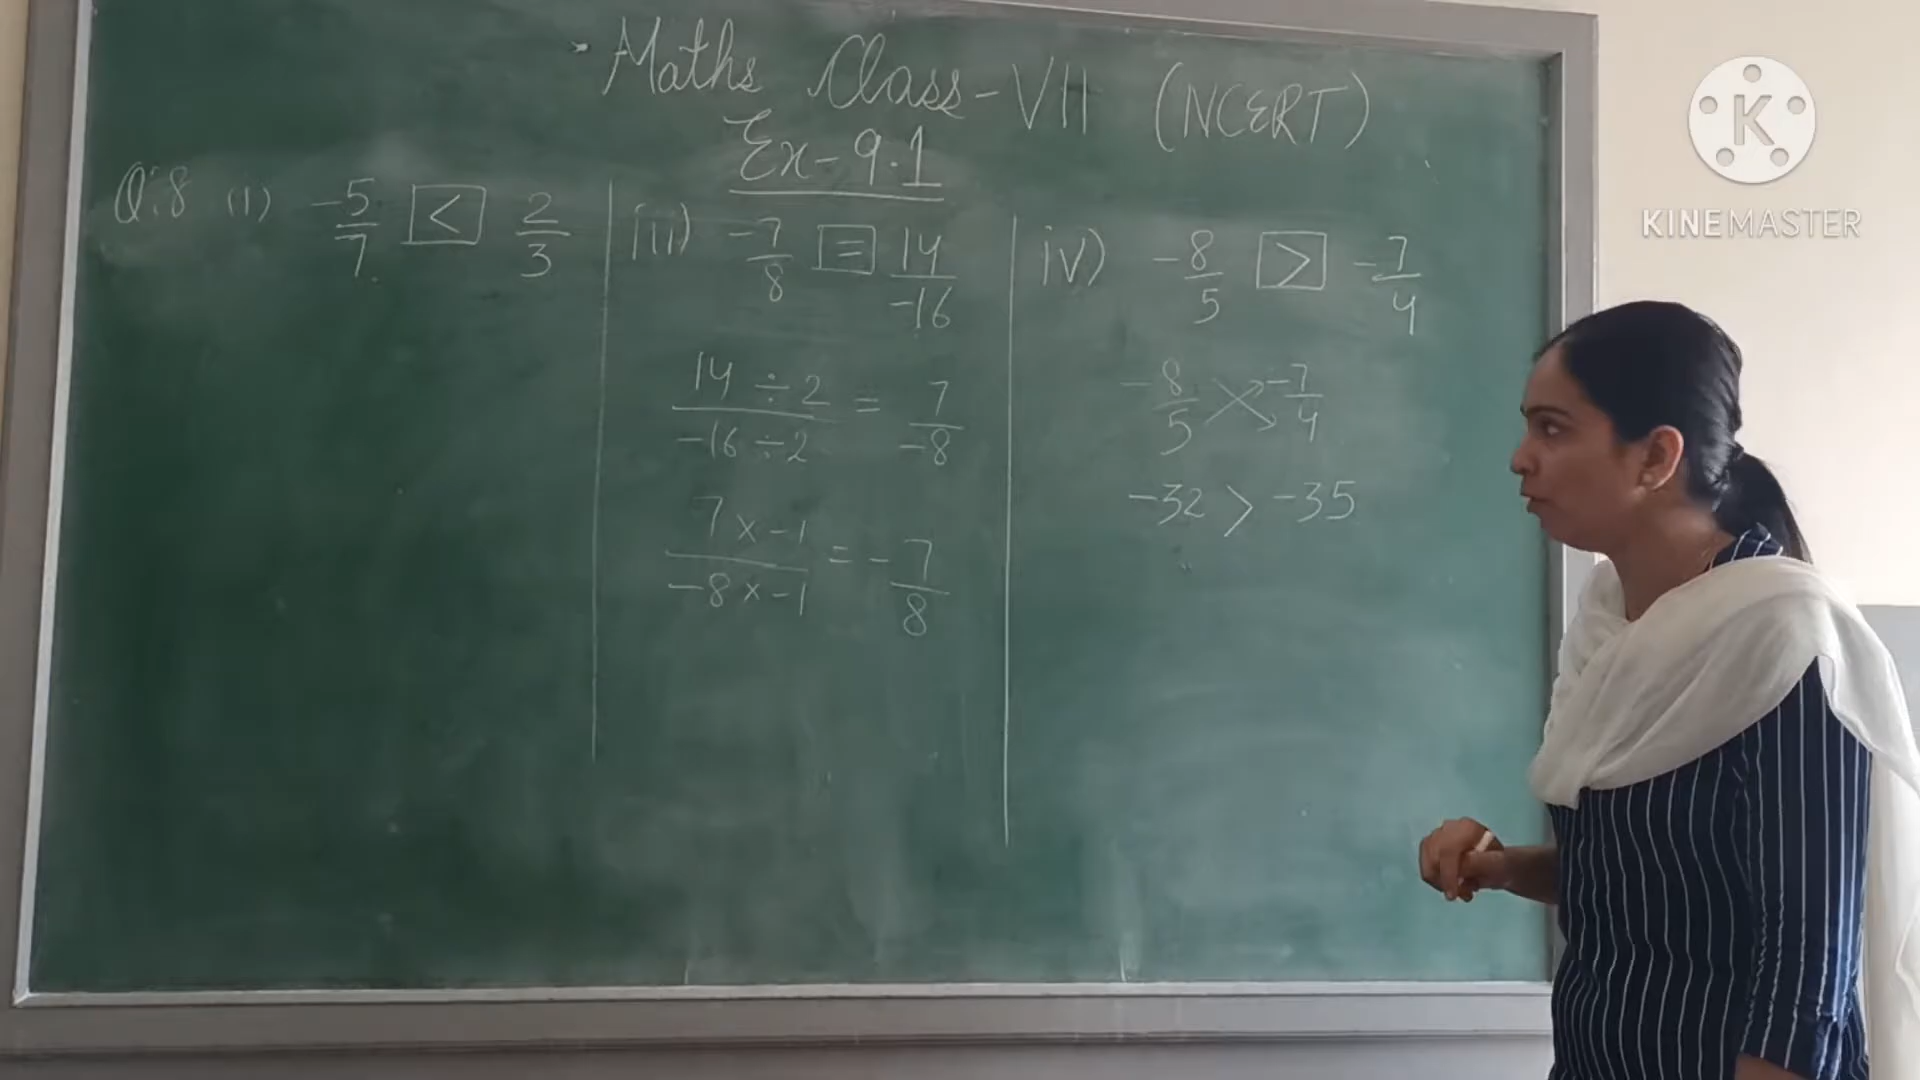 Maths Class-VII (NCERT)
Ex-9.1
Q:8 (i) -5/7 < 2/3
iii) -7/8 = 14/-16
14 ÷ 2 / -16 ÷ 2 = 7/-8
7 x -1 / -8 x -1 = -7/8
iv) -8/5 > -7/4
-8/5 × -7/4
-32 > -35
K
KINEMASTER